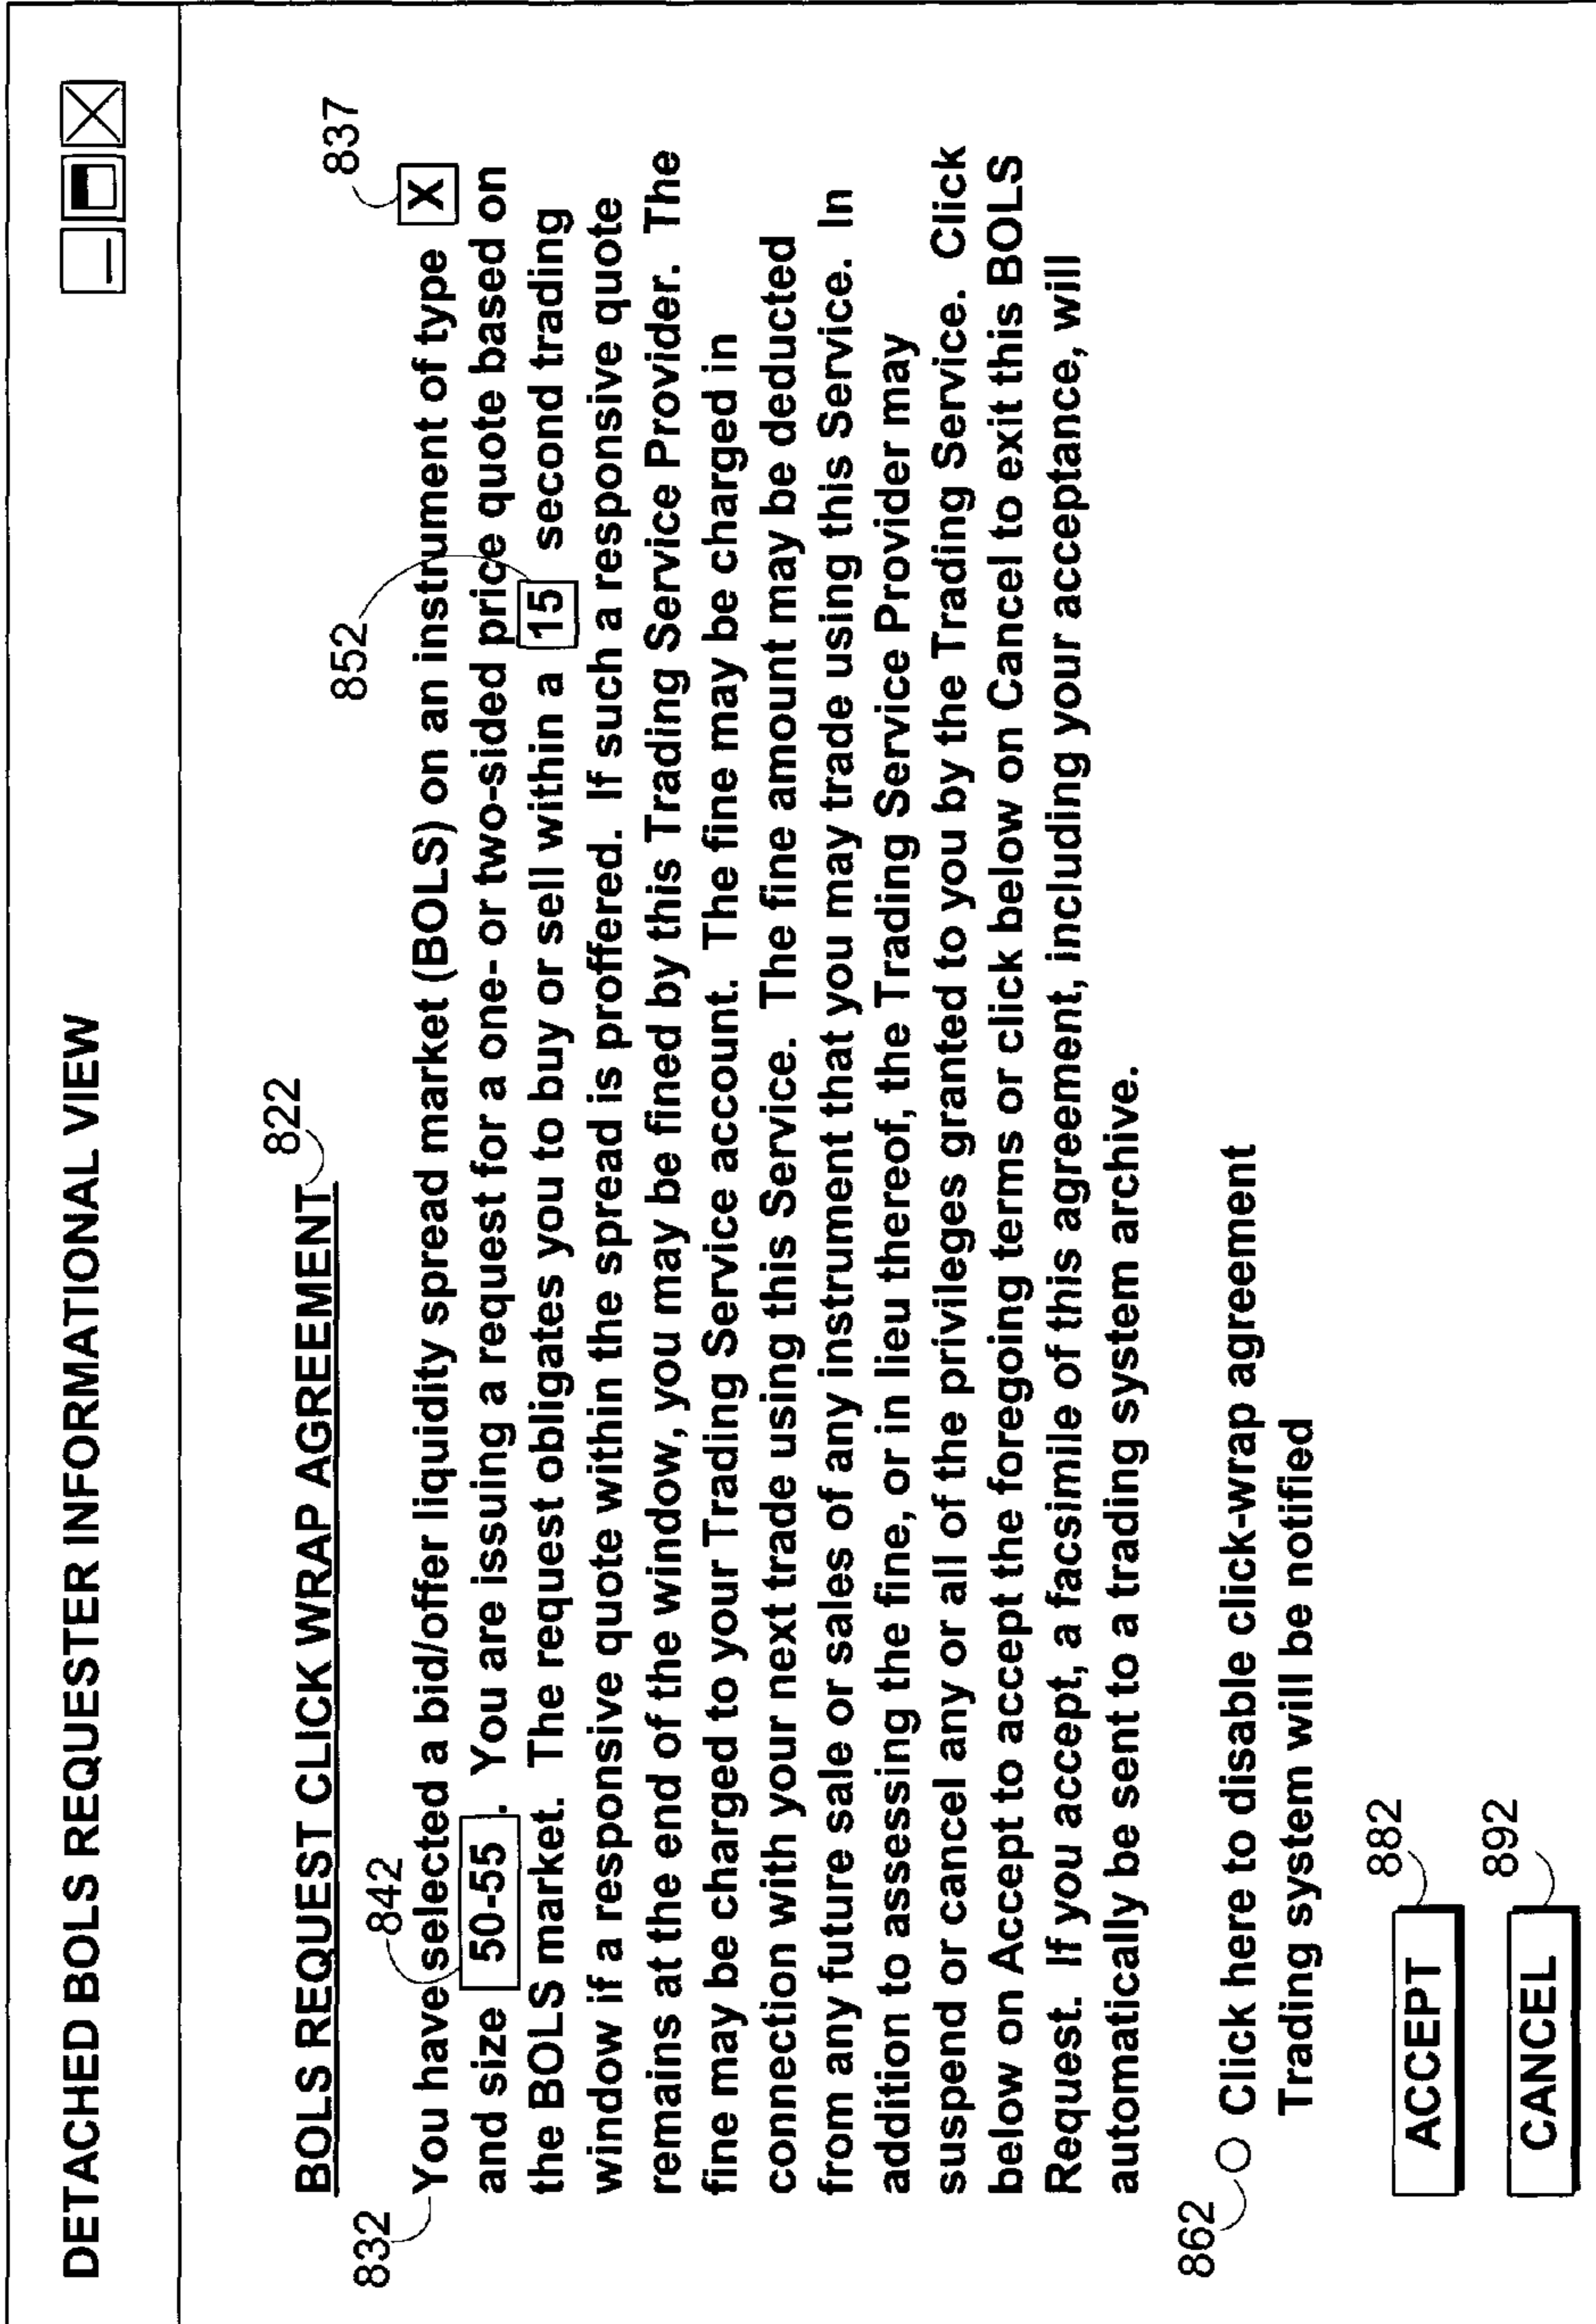 DETACHED BOLS REQUESTER INFORMATIONAL VIEW
BOLS REQUEST CLICK WRAP AGREEMENT 822
842 852 837
832 You have selected a bid/offer liquidity spread market (BOLS) on an instrument of type X
and size 50-55. You are issuing a request for a one- or two-sided price quote based on
the BOLS market. The request obligates you to buy or sell within a 15 second trading
window if a responsive quote within the spread is proffered. If such a responsive quote
remains at the end of the window, you may be fined by this Trading Service Provider. The
fine may be charged to your Trading Service account. The fine may be charged in
connection with your next trade using this Service. The fine amount may be deducted
from any future sale or sales of any instrument that you may trade using this Service. In
addition to assessing the fine, or in lieu thereof, the Trading Service Provider may
suspend or cancel any or all of the privileges granted to you by the Trading Service. Click
below on Accept to accept the foregoing terms or click below on Cancel to exit this BOLS
Request. If you accept, a facsimile of this agreement, including your acceptance, will
automatically be sent to a trading system archive.
862 Click here to disable click-wrap agreement
Trading system will be notified
ACCEPT 882
CANCEL 892